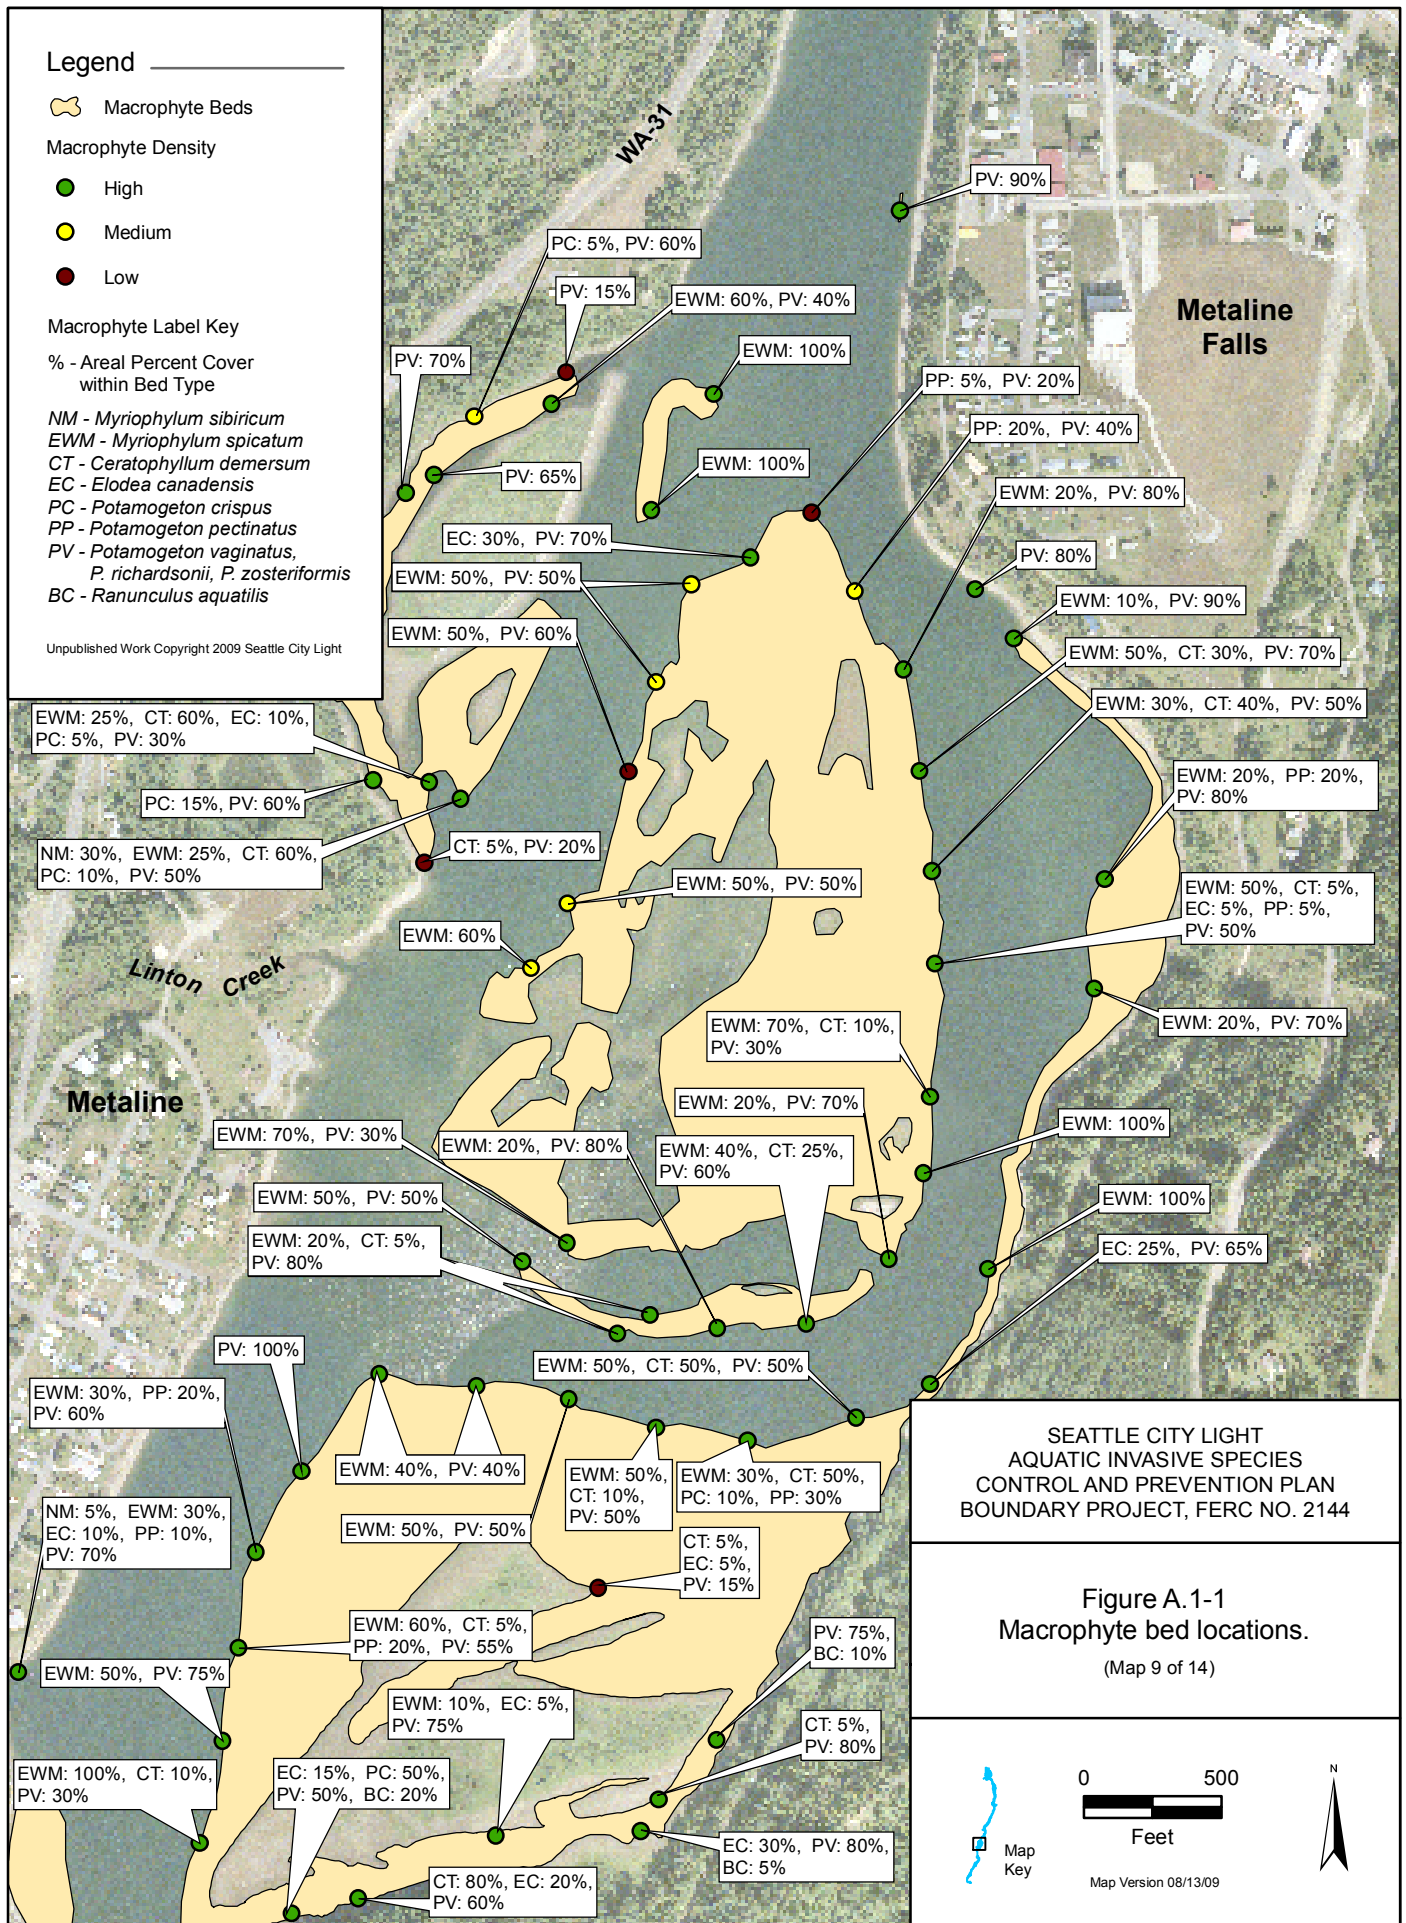 Legend
Macrophyte Beds
Macrophyte Density
High
Medium
Low
Macrophyte Label Key
% - Areal Percent Cover
within Bed Type
NM - Myriophylum sibiricum
EWM - Myriophylum spicatum
CT - Ceratophyllum demersum
EC - Elodea canadensis
PC - Potamogeton crispus
PP - Potamogeton pectinatus
PV - Potamogeton vaginatus,
P. richardsonii, P. zosteriformis
BC - Ranunculus aquatilis
Unpublished Work Copyright 2009 Seattle City Light
WA-31
PV: 90%
PC: 5%, PV: 60%
PV: 15%
EWM: 60%, PV: 40%
Metaline
Falls
PV: 70%
EWM: 100%
PP: 5%, PV: 20%
PP: 20%, PV: 40%
PV: 65%
EWM: 100%
EWM: 20%, PV: 80%
EC: 30%, PV: 70%
PV: 80%
EWM: 50%, PV: 50%
EWM: 10%, PV: 90%
EWM: 50%, PV: 60%
EWM: 50%, CT: 30%, PV: 70%
EWM: 30%, CT: 40%, PV: 50%
EWM: 25%, CT: 60%, EC: 10%,
PC: 5%, PV: 30%
EWM: 20%, PP: 20%,
PV: 80%
PC: 15%, PV: 60%
CT: 5%, PV: 20%
NM: 30%, EWM: 25%, CT: 60%,
PC: 10%, PV: 50%
EWM: 50%, PV: 50%
EWM: 50%, CT: 5%,
EC: 5%, PP: 5%,
PV: 50%
EWM: 60%
Linton Creek
EWM: 70%, CT: 10%,
PV: 30%
EWM: 20%, PV: 70%
Metaline
EWM: 20%, PV: 70%
EWM: 100%
EWM: 70%, PV: 30%
EWM: 20%, PV: 80%
EWM: 40%, CT: 25%,
PV: 60%
EWM: 50%, PV: 50%
EWM: 100%
EWM: 20%, CT: 5%,
PV: 80%
EC: 25%, PV: 65%
PV: 100%
EWM: 50%, CT: 50%, PV: 50%
EWM: 30%, PP: 20%,
PV: 60%
EWM: 40%, PV: 40%
EWM: 50%,
CT: 10%,
PV: 50%
EWM: 30%, CT: 50%,
PC: 10%, PP: 30%
NM: 5%, EWM: 30%,
EC: 10%, PP: 10%,
PV: 70%
EWM: 50%, PV: 50%
CT: 5%,
EC: 5%,
PV: 15%
EWM: 60%, CT: 5%,
PP: 20%, PV: 55%
PV: 75%,
BC: 10%
EWM: 50%, PV: 75%
EWM: 10%, EC: 5%,
PV: 75%
CT: 5%,
PV: 80%
EWM: 100%, CT: 10%,
PV: 30%
EC: 15%, PC: 50%,
PV: 50%, BC: 20%
EC: 30%, PV: 80%,
BC: 5%
CT: 80%, EC: 20%,
PV: 60%
SEATTLE CITY LIGHT
AQUATIC INVASIVE SPECIES
CONTROL AND PREVENTION PLAN
BOUNDARY PROJECT, FERC NO. 2144
Figure A.1-1
Macrophyte bed locations.
(Map 9 of 14)
Map
Key
0 500
Feet
Map Version 08/13/09
N